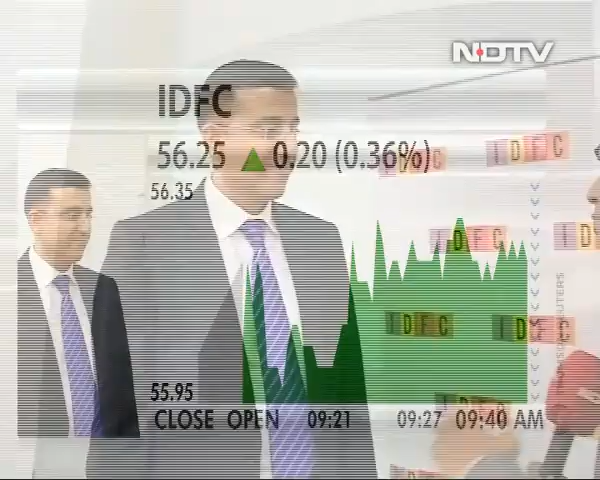 NDTV
IDFC
56.25 ▲ 0.20 (0.36%)
56.35
IDFC
IDFC
IDFC
ID
IDFC
IDFC
55.95
CLOSE OPEN 09:21 09:27 09:40 AM